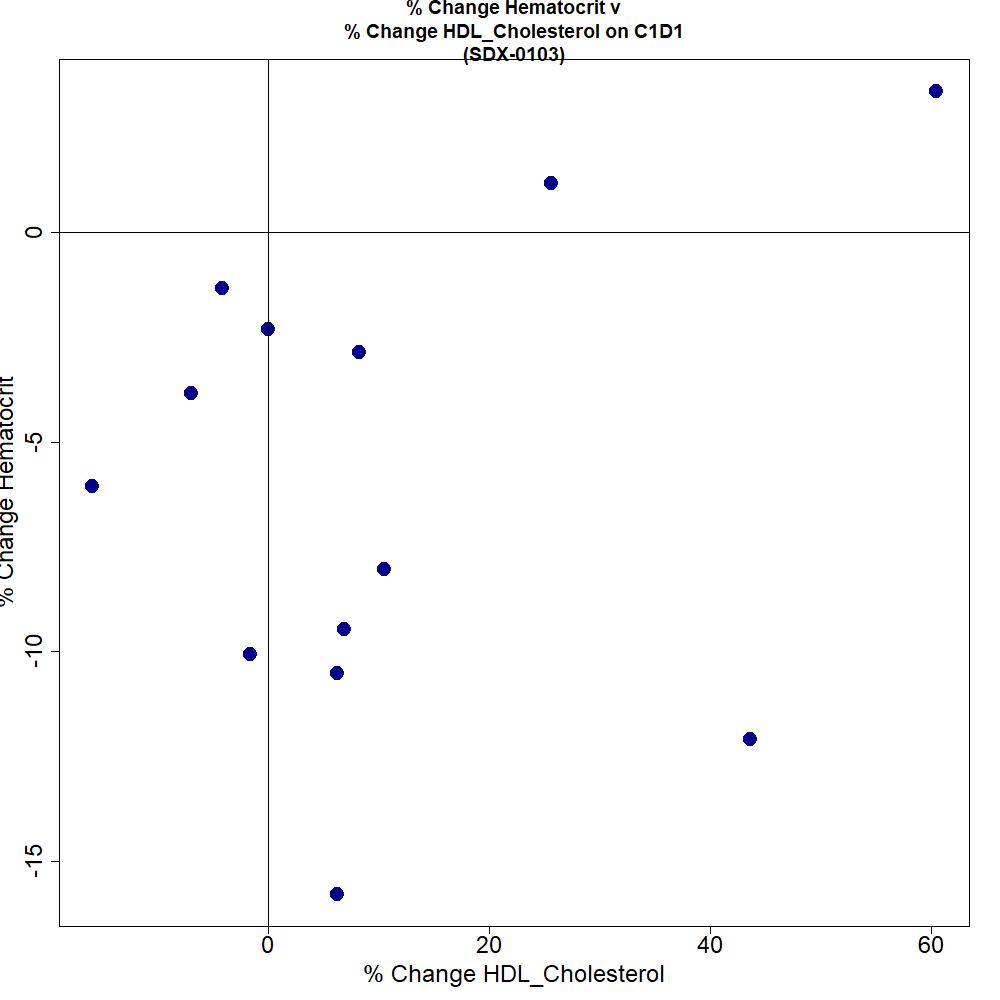 % Change Hematocrit v
% Change HDL_Cholesterol on C1D1
(SDX-0103)
% Change Hematocrit
0
-5
-10
-15
0
20
40
60
% Change HDL_Cholesterol